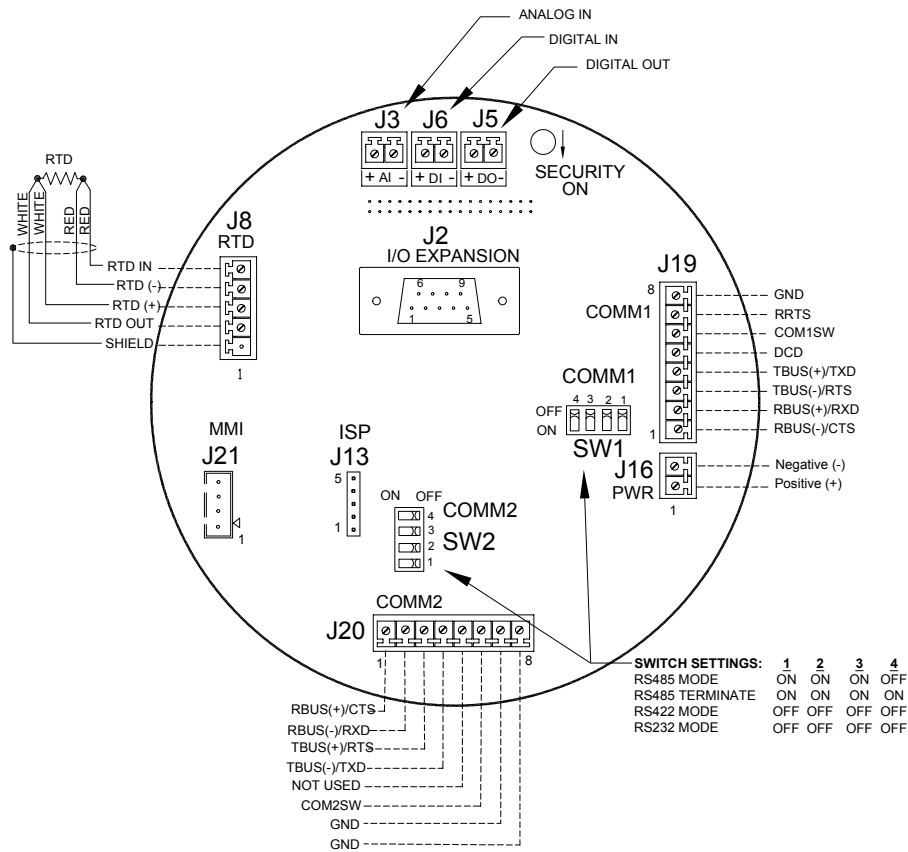 ANALOG IN
DIGITAL IN
DIGITAL OUT
J3
J6
J5
+ AI -
+ DI -
+ DO -
SECURITY
ON
RTD
WHITE
WHITE
RED
RED
J8
RTD
RTD IN
RTD (-)
RTD (+)
RTD OUT
SHIELD
1
J2
I/O EXPANSION
6 9
1 5
J19
8
COMM1
1
GND
RRTS
COM1SW
DCD
TBUS(+)/TXD
TBUS(-)/RTS
RBUS(+)/RXD
RBUS(-)/CTS
COMM1
4 3 2 1
OFF
ON
SW1
J16
PWR
1
Negative (-)
Positive (+)
MMI
J21
1
ISP
J13
5
1
ON OFF
4
3
2
1
COMM2
SW2
COMM2
J20
1 8
RBUS(+)/CTS
RBUS(-)/RXD
TBUS(+)/RTS
TBUS(-)/TXD
NOT USED
COM2SW
GND
GND
SWITCH SETTINGS: 1 2 3 4
RS485 MODE ON ON ON OFF
RS485 TERMINATE ON ON ON ON
RS422 MODE OFF OFF OFF OFF
RS232 MODE OFF OFF OFF OFF